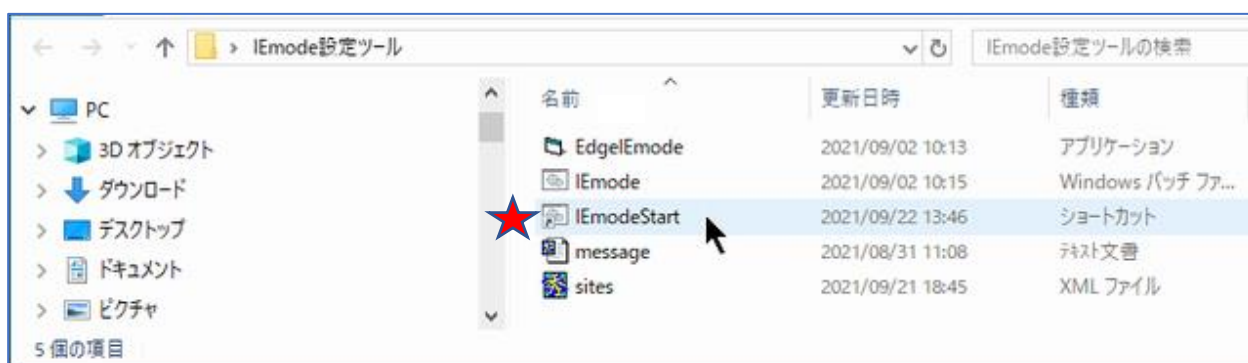 IEmode設定ツール
IEmode設定ツールの検索
PC
3D オブジェクト
ダウンロード
デスクトップ
ドキュメント
ピクチャ
5 個の項目
名前 更新日時 種類
EdgeIEmode 2021/09/02 10:13 アプリケーション
IEmode 2021/09/02 10:15 Windows バッチ ファ...
IEmodeStart 2021/09/22 13:46 ショートカット
message 2021/08/31 11:08 テキスト文書
sites 2021/09/21 18:45 XML ファイル